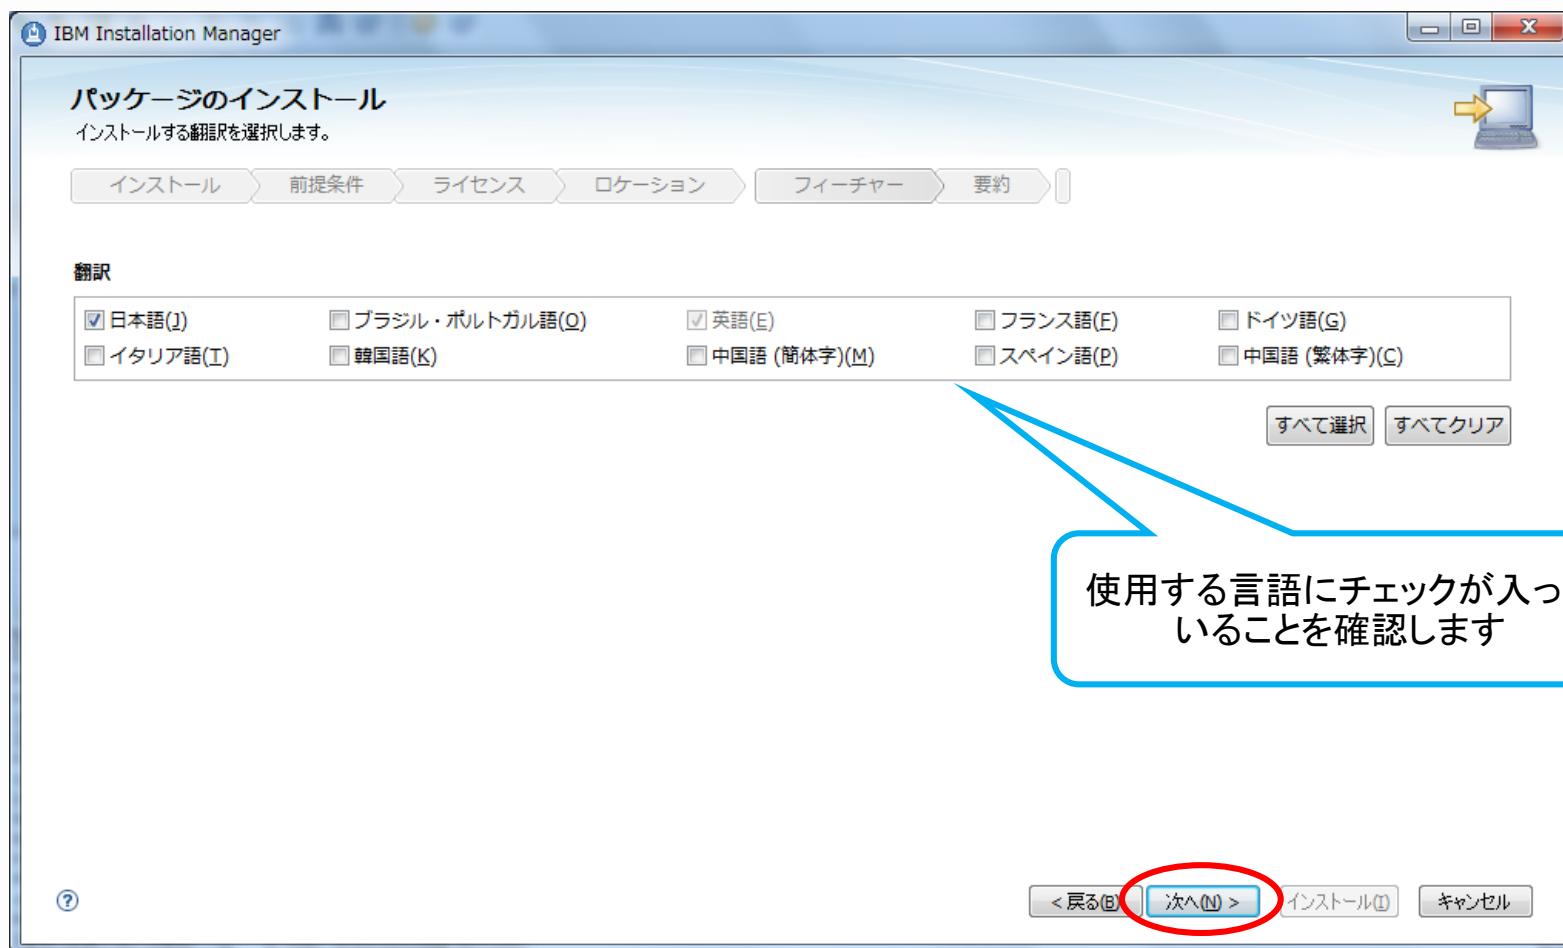 IBM Installation Manager
パッケージのインストール
インストールする翻訳を選択します。
インストール 前提条件 ライセンス ロケーション フィーチャー 要約
翻訳
日本語(J) ブラジル・ポルトガル語(O) 英語(E) フランス語(F) ドイツ語(G)
イタリア語(T) 韓国語(K) 中国語 (簡体字)(M) スペイン語(P) 中国語 (繁体字)(C)
すべて選択 すべてクリア
使用する言語にチェックが入っ
いることを確認します
< 戻る(B) 次へ(N) > インストール(I) キャンセル